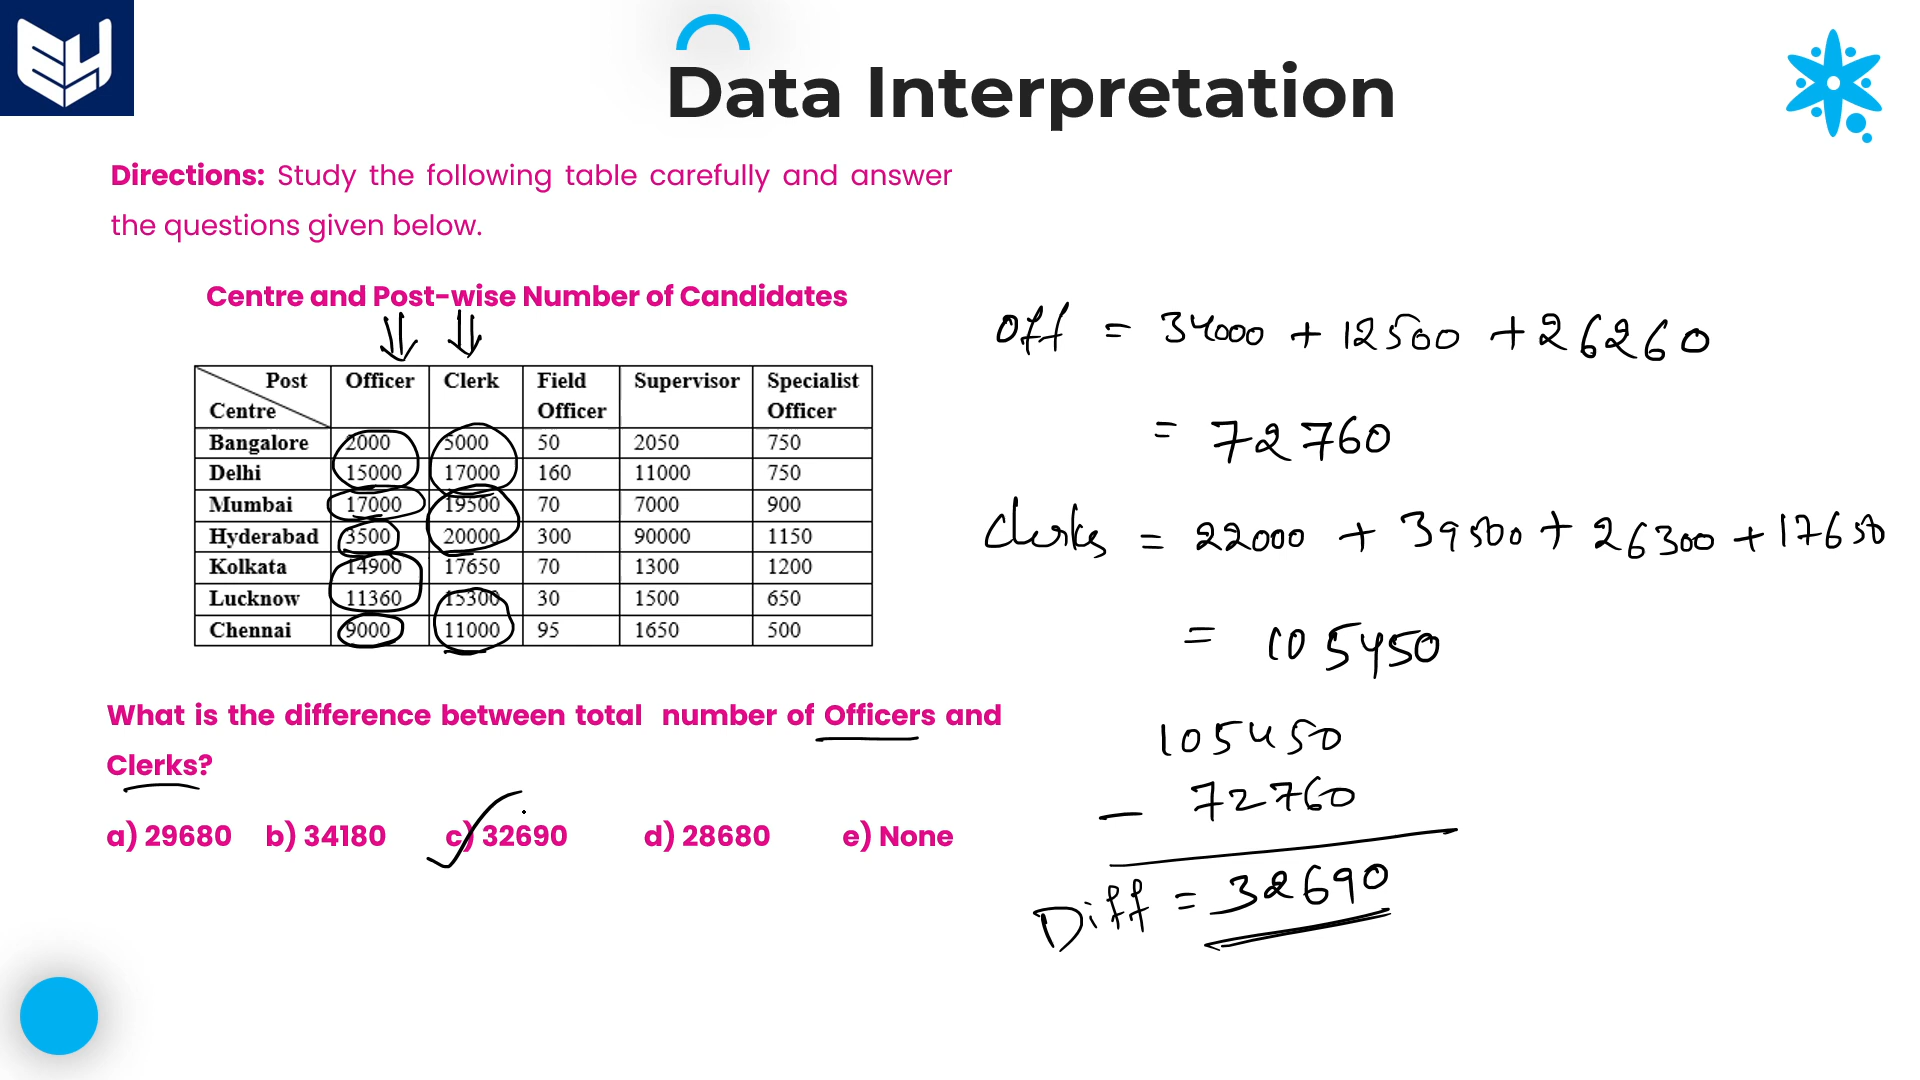 Data Interpretation
Directions: Study the following table carefully and answer
the questions given below.
Centre and Post-wise Number of Candidates
Post Centre Officer Clerk Field Officer Supervisor Specialist Officer
Bangalore 2000 5000 50 2050 750
Delhi 15000 17000 160 11000 750
Mumbai 17000 19500 70 7000 900
Hyderabad 3500 20000 300 90000 1150
Kolkata 14900 17650 70 1300 1200
Lucknow 11360 15300 30 1500 650
Chennai 9000 11000 95 1650 500
What is the difference between total number of Officers and
Clerks?
a) 29680 b) 34180 c) 32690 d) 28680 e) None
Off = 34000 + 12500 + 26260
= 72760
Clerks = 22000 + 39500 + 26300 + 17650
= 105450
105450
- 72760
Diff = 32690